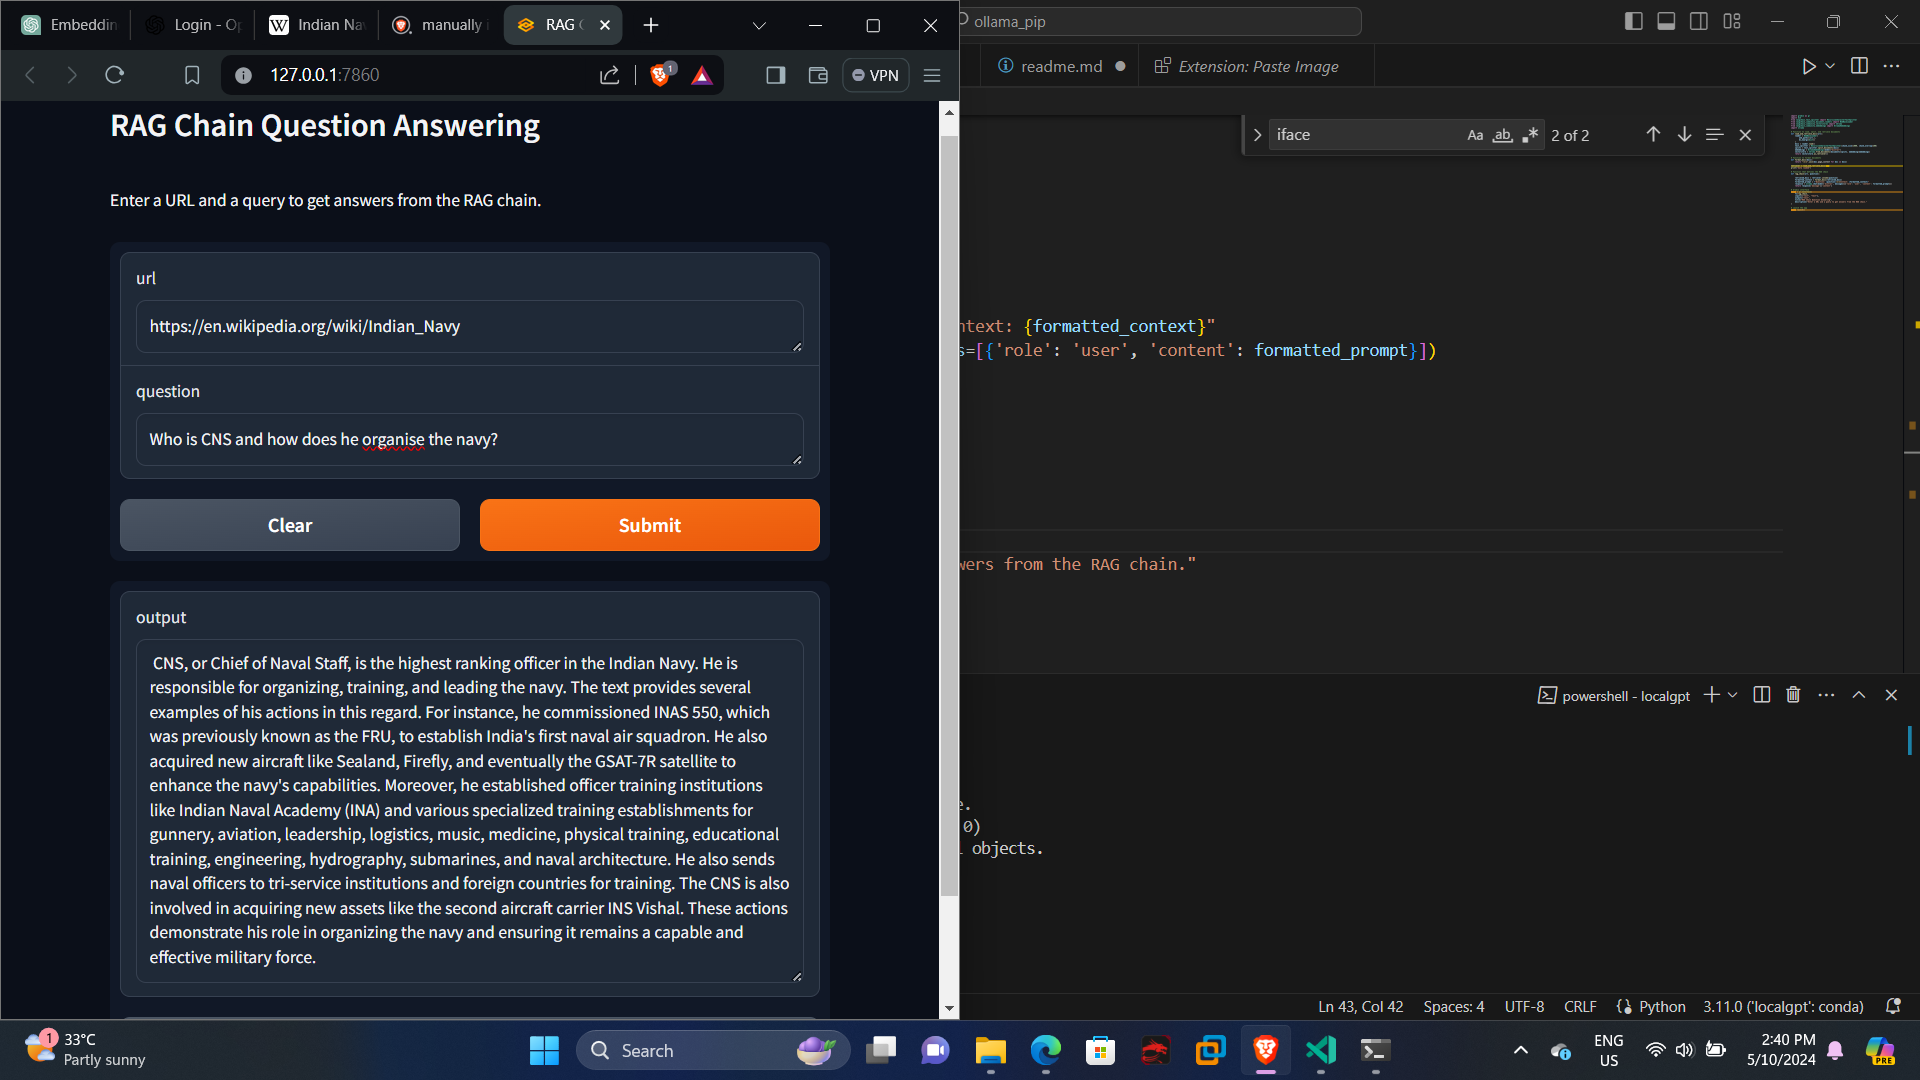 Embeddin
Login - Op
Indian Na
manually i
RAG C
127.0.0.1:7860
1
VPN
RAG Chain Question Answering
Enter a URL and a query to get answers from the RAG chain.
url
https://en.wikipedia.org/wiki/Indian_Navy
question
Who is CNS and how does he organise the navy?
Clear
Submit
output
CNS, or Chief of Naval Staff, is the highest ranking officer in the Indian Navy. He is
responsible for organizing, training, and leading the navy. The text provides several
examples of his actions in this regard. For instance, he commissioned INAS 550, which
was previously known as the FRU, to establish India's first naval air squadron. He also
acquired new aircraft like Sealand, Firefly, and eventually the GSAT-7R satellite to
enhance the navy's capabilities. Moreover, he established officer training institutions
like Indian Naval Academy (INA) and various specialized training establishments for
gunnery, aviation, leadership, logistics, music, medicine, physical training, educational
training, engineering, hydrography, submarines, and naval architecture. He also sends
naval officers to tri-service institutions and foreign countries for training. The CNS is also
involved in acquiring new assets like the second aircraft carrier INS Vishal. These actions
demonstrate his role in organizing the navy and ensuring it remains a capable and
effective military force.
ollama_pip
readme.md
Extension: Paste Image
iface
Aa
ab
2 of 2
ntext: {formatted_context}"
s=[{'role': 'user', 'content': formatted_prompt}])
wers from the RAG chain."
powershell - localgpt
e.
0)
objects.
Ln 43, Col 42
Spaces: 4
UTF-8
CRLF
Python
3.11.0 ('localgpt': conda)
1
33°C
Partly sunny
Search
ENG
US
2:40 PM
5/10/2024
PRE